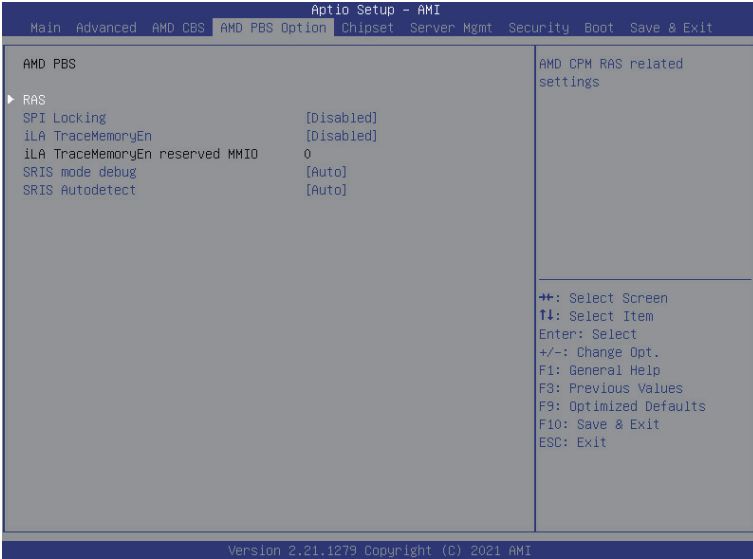 Aptio Setup – AMI
Main Advanced AMD CBS AMD PBS Option Chipset Server Mgmt Security Boot Save & Exit
AMD PBS
RAS
SPI Locking [Disabled]
iLA TraceMemoryEn [Disabled]
iLA TraceMemoryEn reserved MMIO 0
SRIS mode debug [Auto]
SRIS Autodetect [Auto]
AMD CPM RAS related
settings
→←: Select Screen
↑↓: Select Item
Enter: Select
+/-: Change Opt.
F1: General Help
F3: Previous Values
F9: Optimized Defaults
F10: Save & Exit
ESC: Exit
Version 2.21.1279 Copyright (C) 2021 AMI